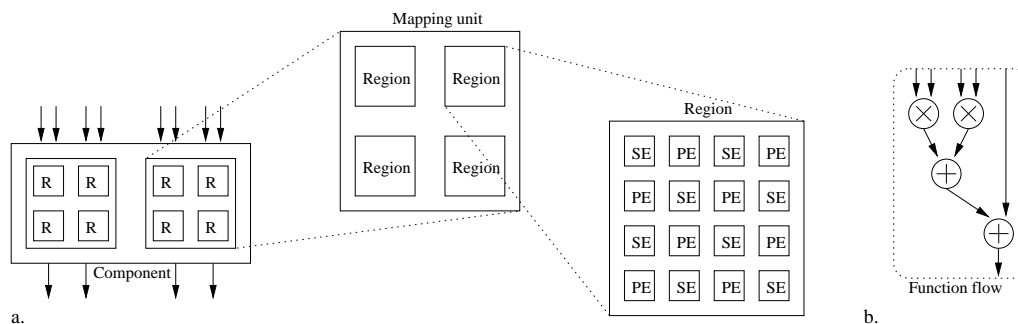 Mapping unit
Region Region
Region Region
R R R R
R R R R
Component
Region
SE PE SE PE
PE SE PE SE
SE PE SE PE
PE SE PE SE
Function flow
a.
b.